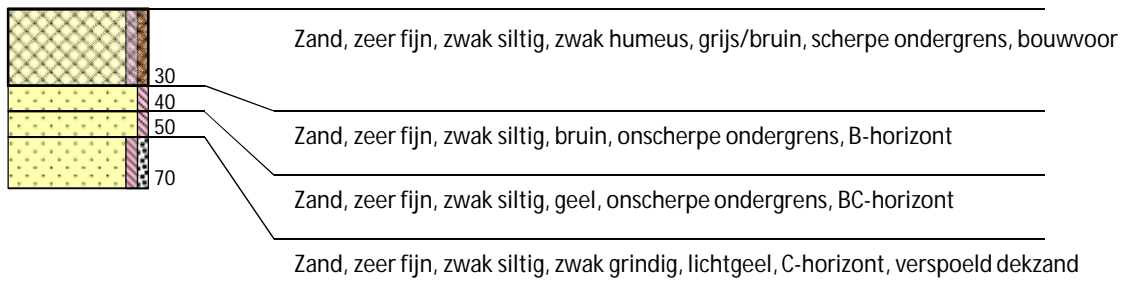 Zand, zeer fijn, zwak siltig, zwak humeus, grijs/bruin, scherpe ondergrens, bouwvoor
30
40
50
Zand, zeer fijn, zwak siltig, bruin, onscherpe ondergrens, B-horizont
70
Zand, zeer fijn, zwak siltig, geel, onscherpe ondergrens, BC-horizont
Zand, zeer fijn, zwak siltig, zwak grindig, lichtgeel, C-horizont, verspoeld dekzand